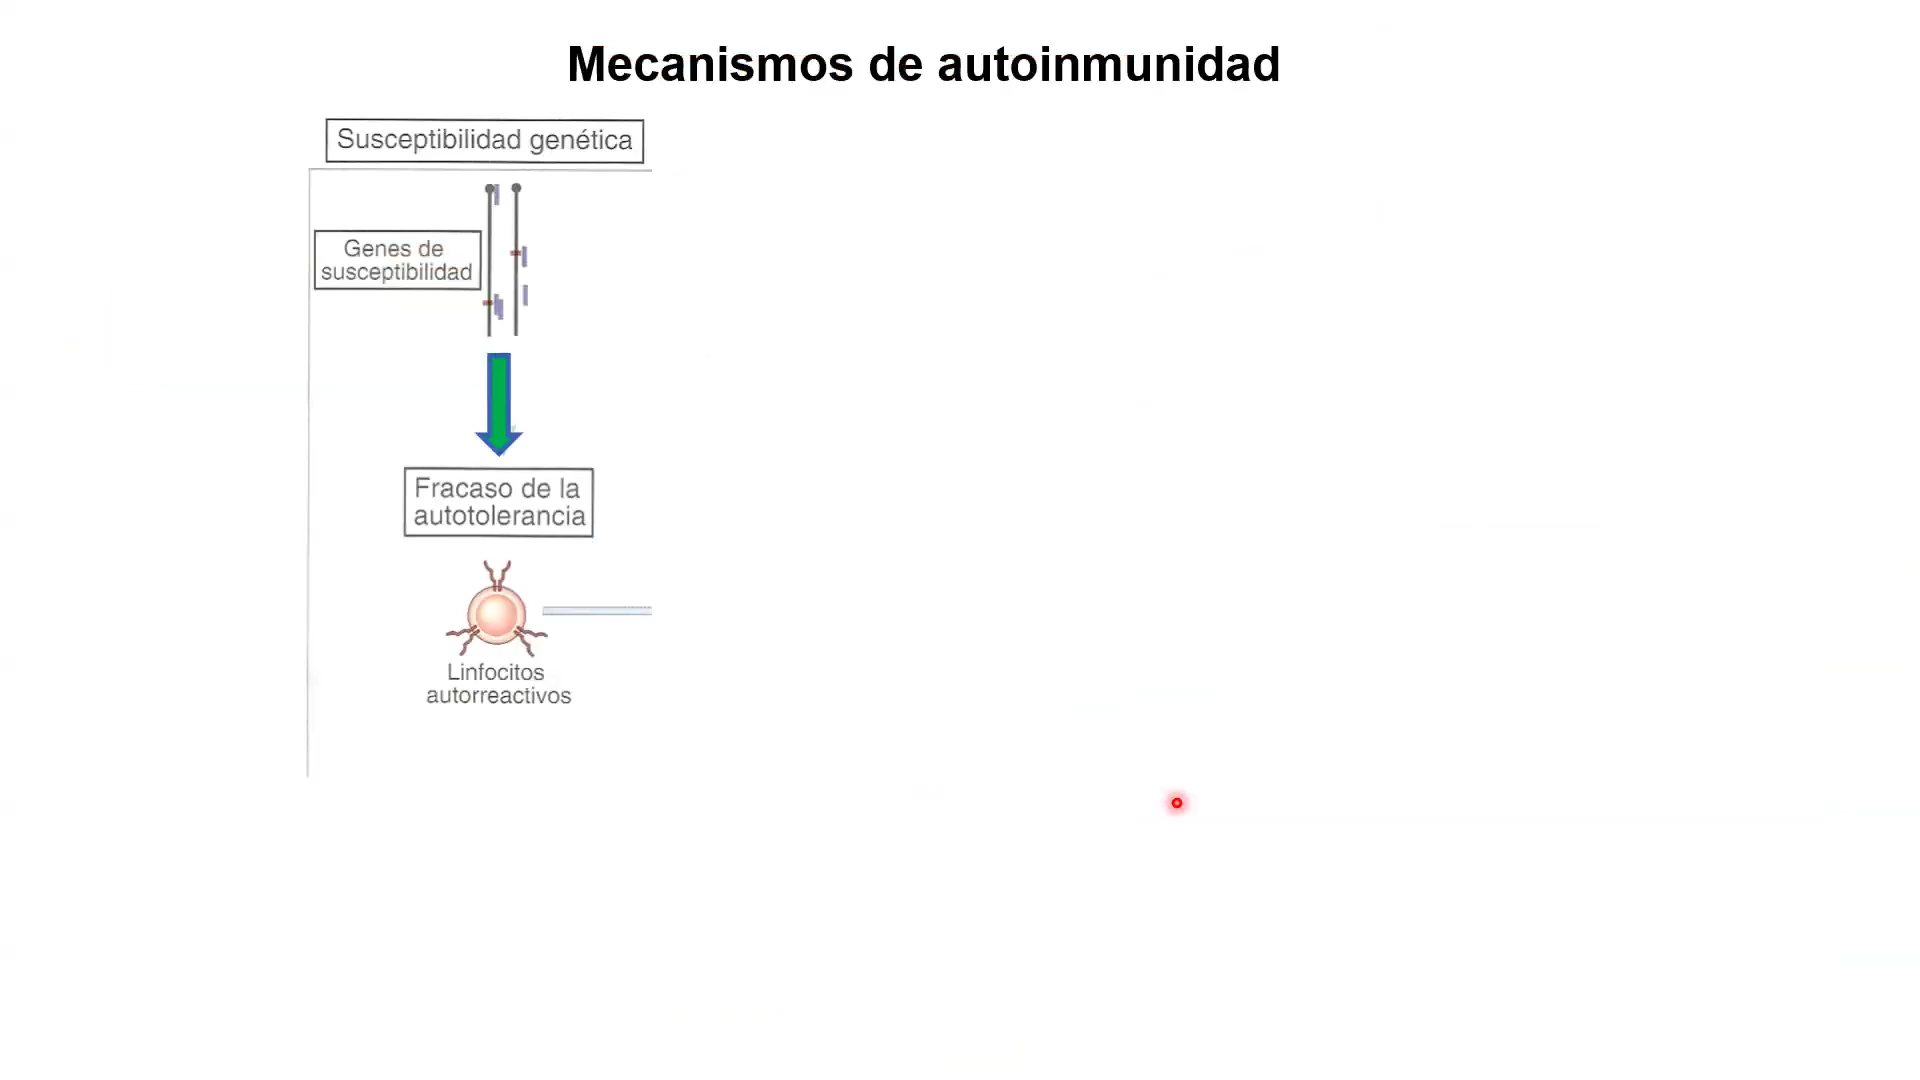 Mecanismos de autoinmunidad
Susceptibilidad genética
Genes de
susceptibilidad
Fracaso de la
autotolerancia
Linfocitos
autorreactivos